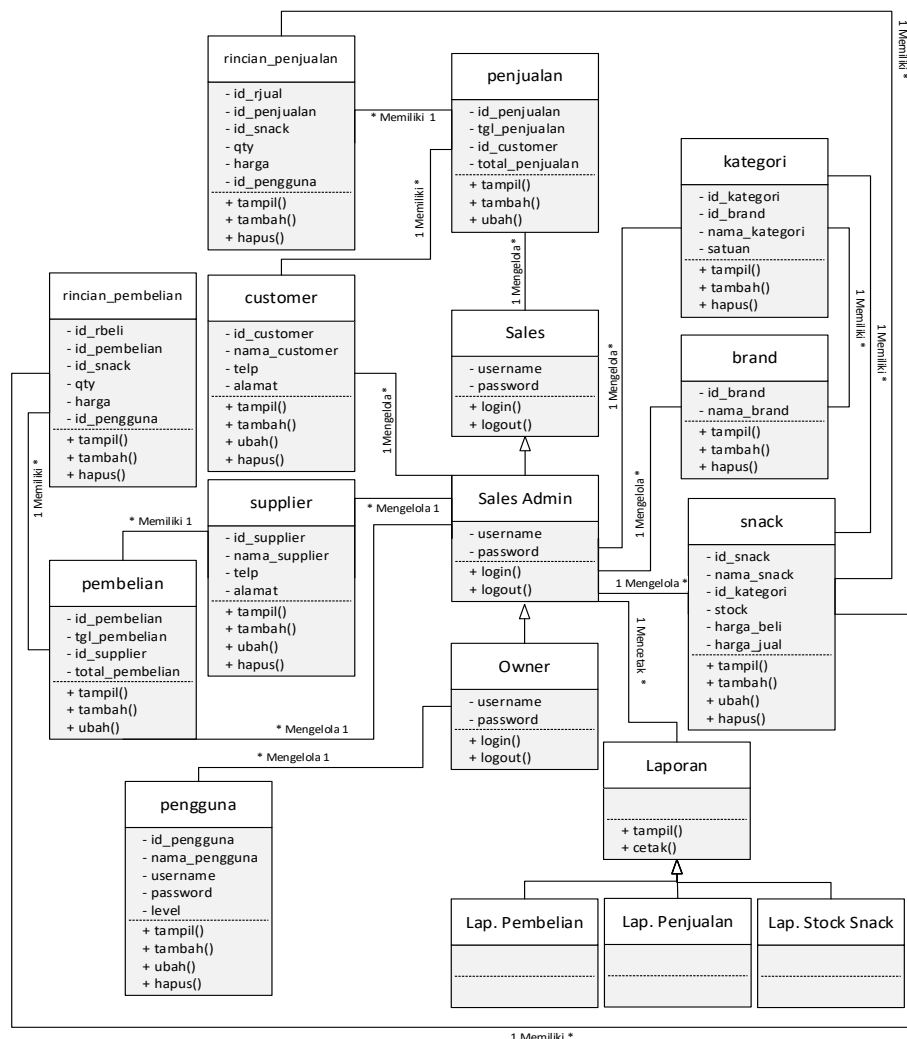 1 Memiliki *
rincian_penjualan
- id_rjual
- id_penjualan
- id_snack
- qty
- harga
- id_pengguna
+ tampil()
+ tambah()
+ hapus()
* Memiliki 1
penjualan
- id_penjualan
- tgl_penjualan
- id_customer
- total_penjualan
+ tampil()
+ tambah()
+ ubah()
1 Memiliki *
1 Mengelola*
kategori
- id_kategori
- id_brand
- nama_kategori
- satuan
+ tampil()
+ tambah()
+ hapus()
1 Mengelola*
1 Memiliki *
1 Memiliki *
rincian_pembelian
- id_rbeli
- id_pembelian
- id_snack
- qty
- harga
- id_pengguna
+ tampil()
+ tambah()
+ hapus()
customer
- id_customer
- nama_customer
- telp
- alamat
+ tampil()
+ tambah()
+ ubah()
+ hapus()
1 Mengelola*
Sales
- username
- password
+ login()
+ logout()
brand
- id_brand
- nama_brand
+ tampil()
+ tambah()
+ hapus()
1 Mengelola*
1 Memiliki *
* Memiliki 1
supplier
- id_supplier
- nama_supplier
- telp
- alamat
+ tampil()
+ tambah()
+ ubah()
+ hapus()
* Mengelola 1
Sales Admin
- username
- password
+ login()
+ logout()
1 Mengelola *
snack
- id_snack
- nama_snack
- id_kategori
- stock
- harga_beli
- harga_jual
+ tampil()
+ tambah()
+ ubah()
+ hapus()
pembelian
- id_pembelian
- tgl_pembelian
- id_supplier
- total_pembelian
+ tampil()
+ tambah()
+ ubah()
* Mengelola 1
Owner
- username
- password
+ login()
+ logout()
* Mengelola 1
1 Mencetak *
Laporan
+ tampil()
+ cetak()
pengguna
- id_pengguna
- nama_pengguna
- username
- password
- level
+ tampil()
+ tambah()
+ ubah()
+ hapus()
Lap. Pembelian
Lap. Penjualan
Lap. Stock Snack
1 Memiliki *